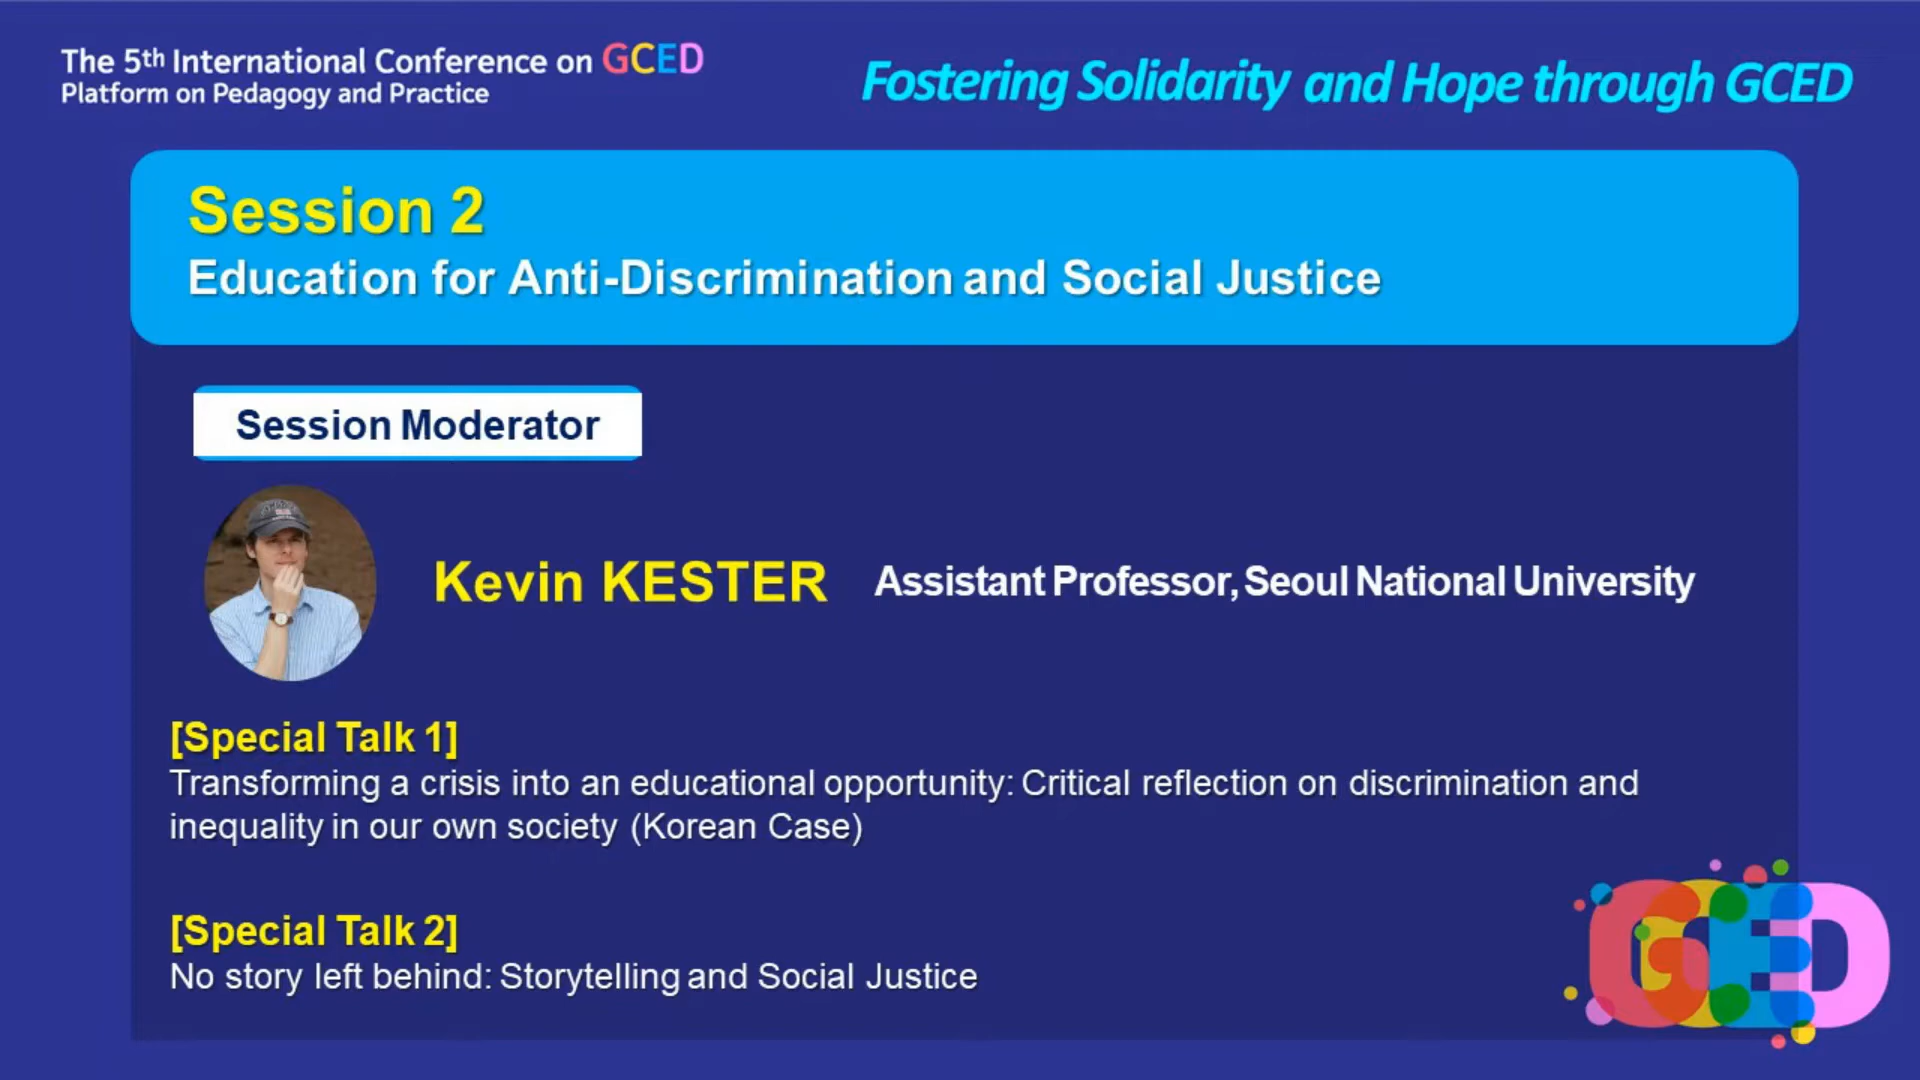 The 5th International Conference on GCED
Platform on Pedagogy and Practice
Fostering Solidarity and Hope through GCED
Session 2
Education for Anti-Discrimination and Social Justice
Session Moderator
Kevin KESTER
Assistant Professor, Seoul National University
[Special Talk 1]
Transforming a crisis into an educational opportunity: Critical reflection on discrimination and
inequality in our own society (Korean Case)
[Special Talk 2]
No story left behind: Storytelling and Social Justice
GCED